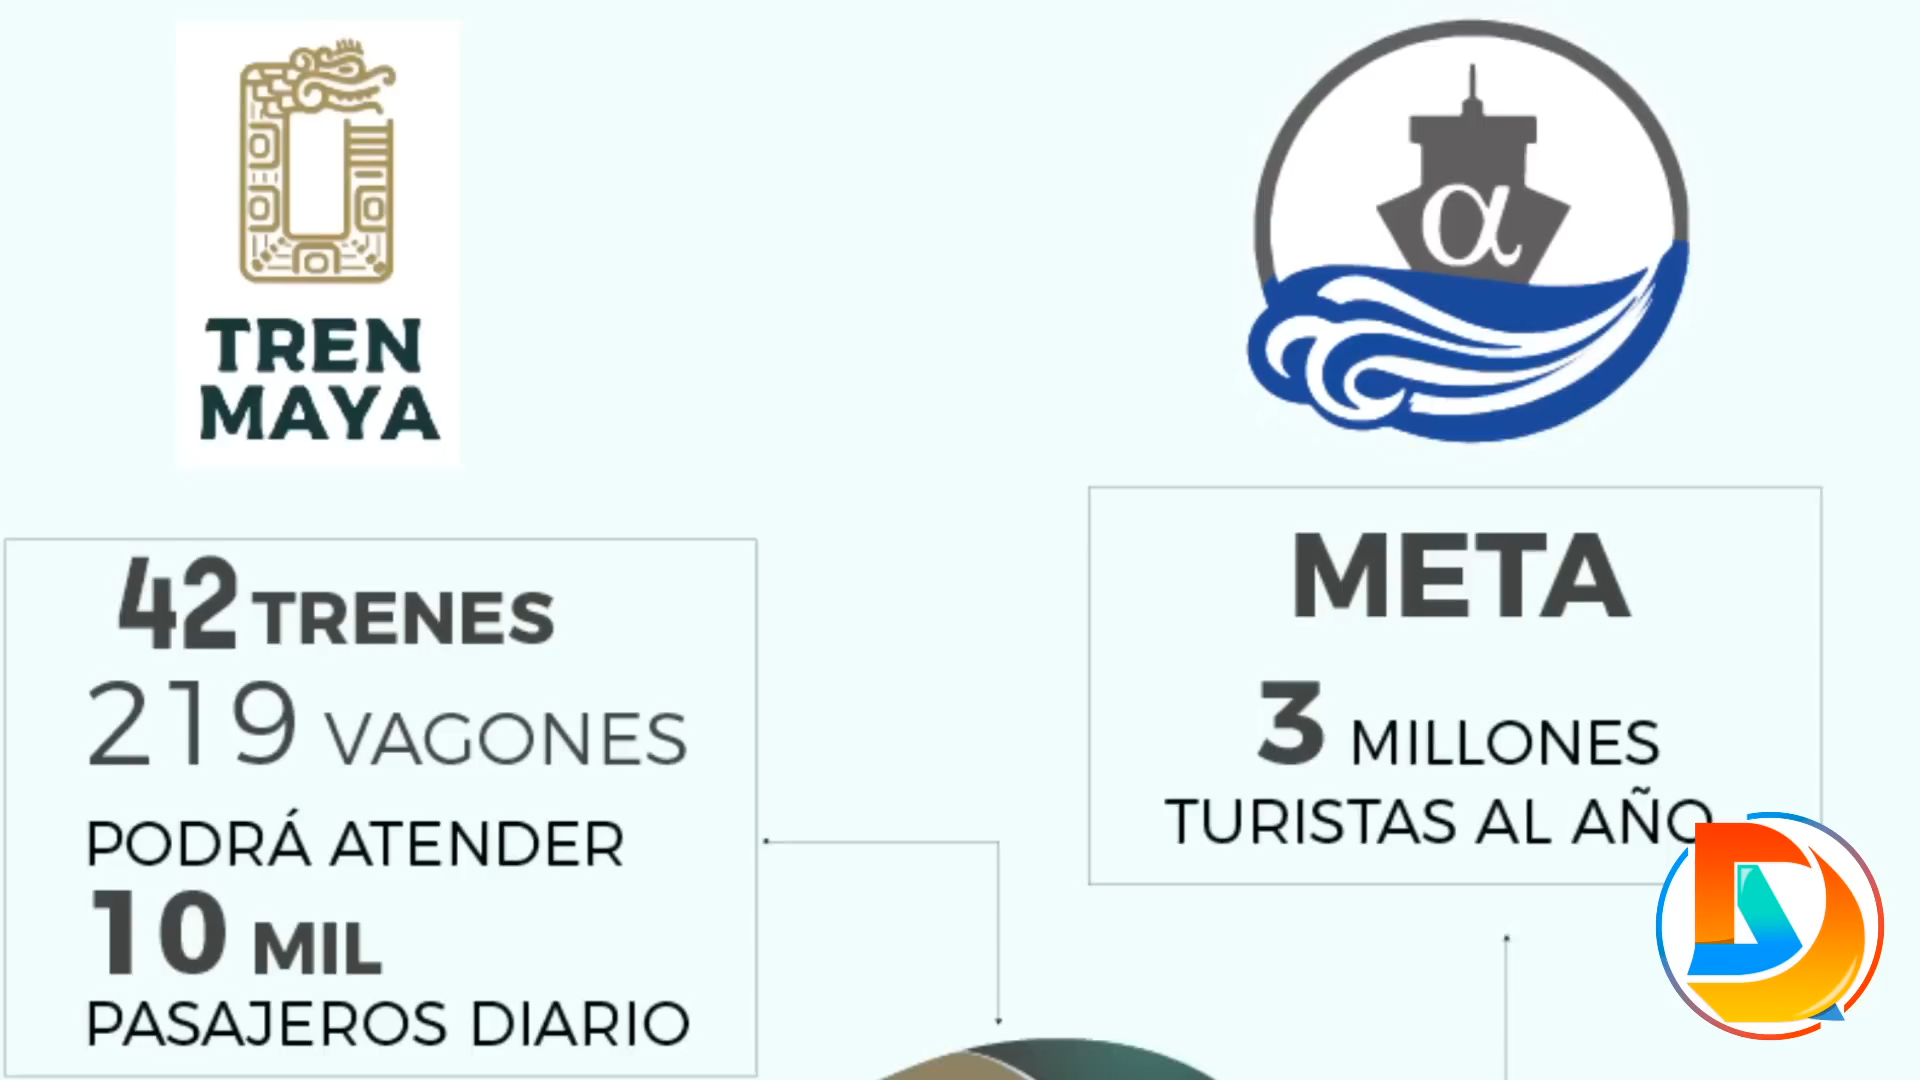 TREN
MAYA
α
42 TRENES
219 VAGONES
PODRÁ ATENDER
10 MIL
PASAJEROS DIARIO
META
3 MILLONES
TURISTAS AL AÑO